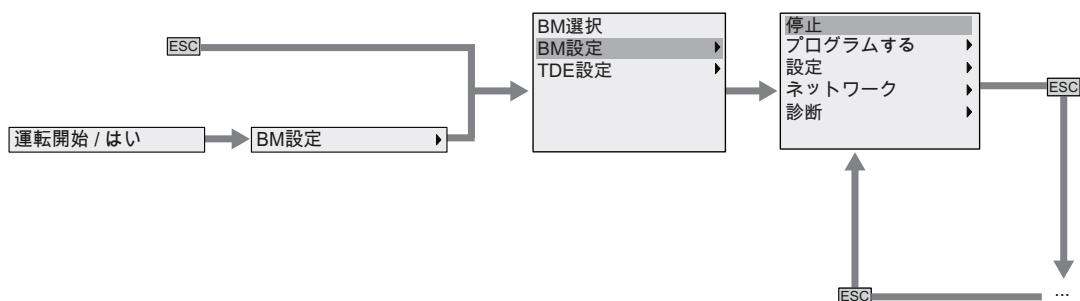 ESC
運転開始 / はい
BM設定
BM選択
BM設定
TDE設定
停止
プログラムする
設定
ネットワーク
診断
ESC
ESC
...